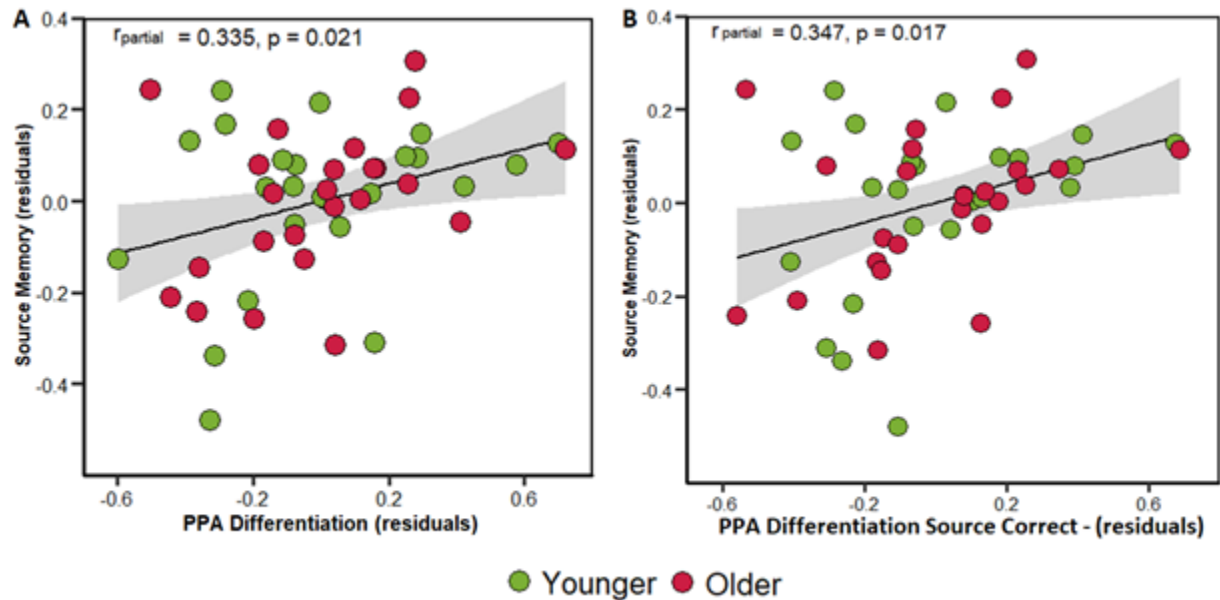 A
r partial = 0.335, p = 0.021
0.4
0.2
0.0
-0.2
-0.4
Source Memory (residuals)
-0.6
-0.2
0.2
0.6
PPA Differentiation (residuals)
B
r partial = 0.347, p = 0.017
0.4
0.2
0.0
-0.2
-0.4
Source Memory (residuals)
-0.6
-0.2
0.2
0.6
PPA Differentiation Source Correct - (residuals)
Younger
Older